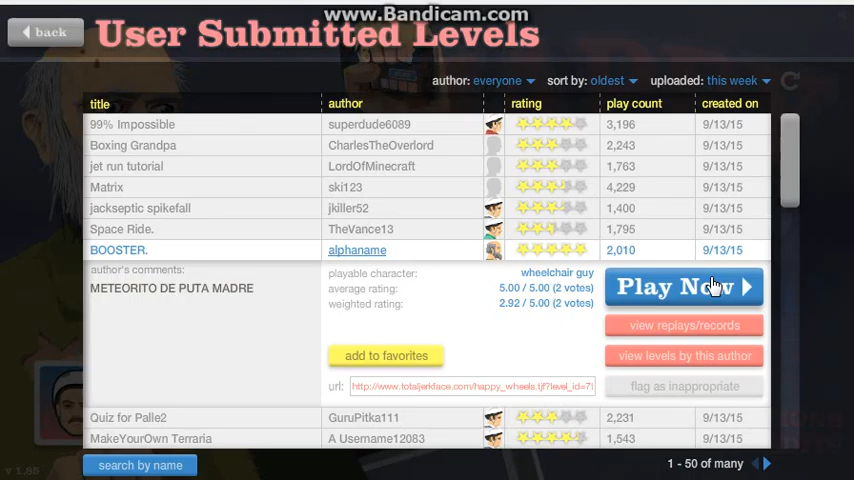 www.Bandicam.com
back
User Submitted Levels
author: everyone sort by: oldest uploaded: this week
title author rating play count created on
99% Impossible superdude6089 3,196 9/13/15
Boxing Grandpa CharlesTheOverlord 2,243 9/13/15
jet run tutorial LordOfMinecraft 1,763 9/13/15
Matrix ski123 4,229 9/13/15
jackseptic spikefall jkiller52 1,400 9/13/15
Space Ride. TheVance13 1,795 9/13/15
BOOSTER. alphaname 2,010 9/13/15
author's comments:
METEORITO DE PUTA MADRE
playable character: wheelchair guy
average rating: 5.00 / 5.00 (2 votes)
weighted rating: 2.92 / 5.00 (2 votes)
Play Now
view replays/records
add to favorites
view levels by this author
url: http://www.totaljerkface.com/happy_wheels.tjf?level_id=7
flag as inappropriate
Quiz for Palle2 GuruPitka111 2,231 9/13/15
MakeYourOwn Terraria A Username12083 1,543 9/13/15
search by name
1 - 50 of many
v 1.85